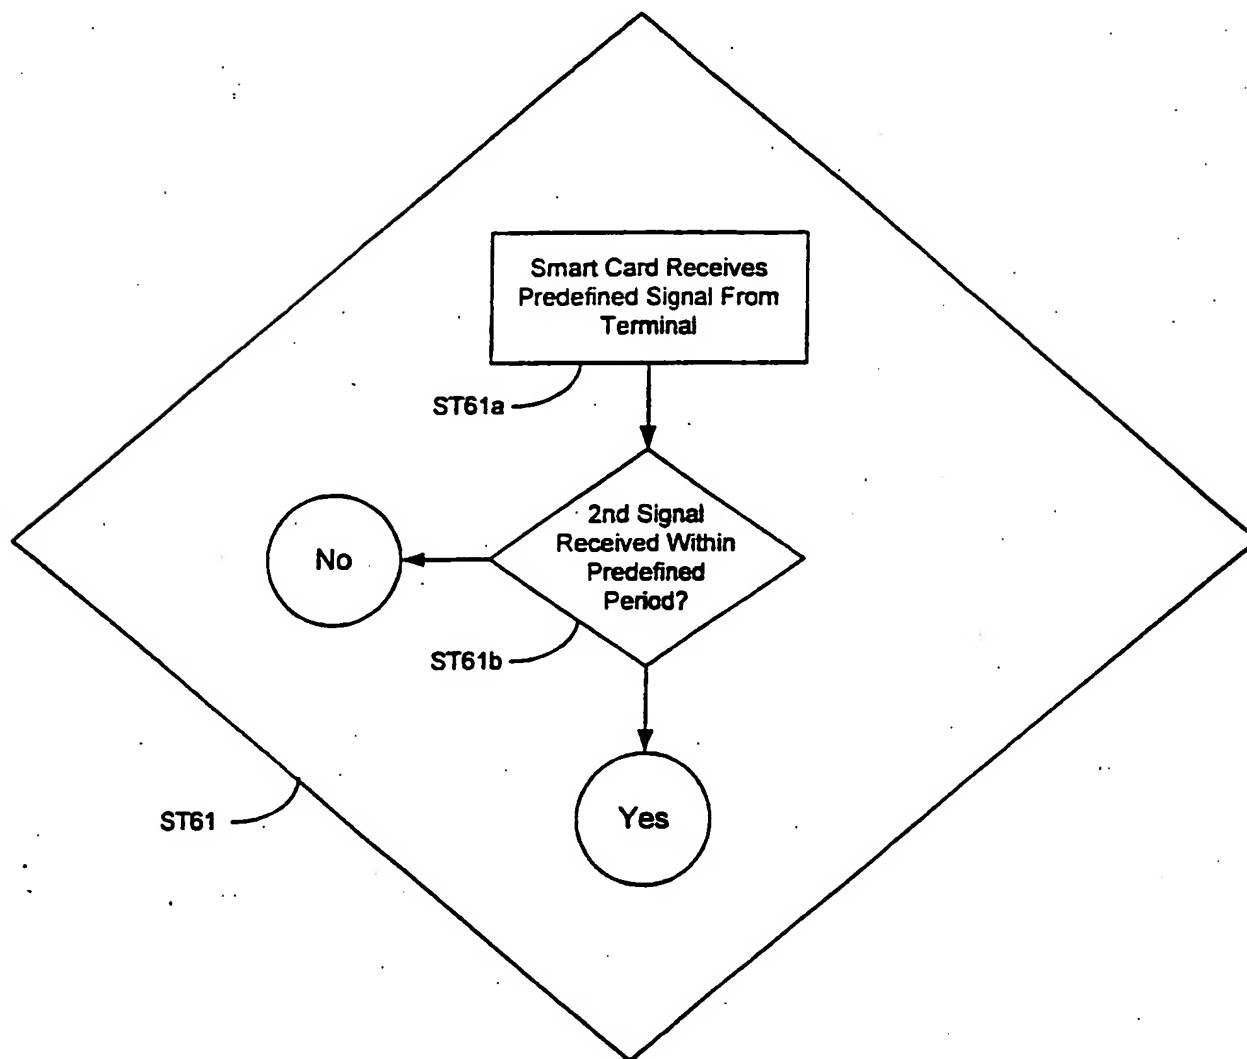 Smart Card Receives
Predefined Signal From
Terminal
ST61a
2nd Signal
Received Within
Predefined
Period?
No
ST61b
Yes
ST61